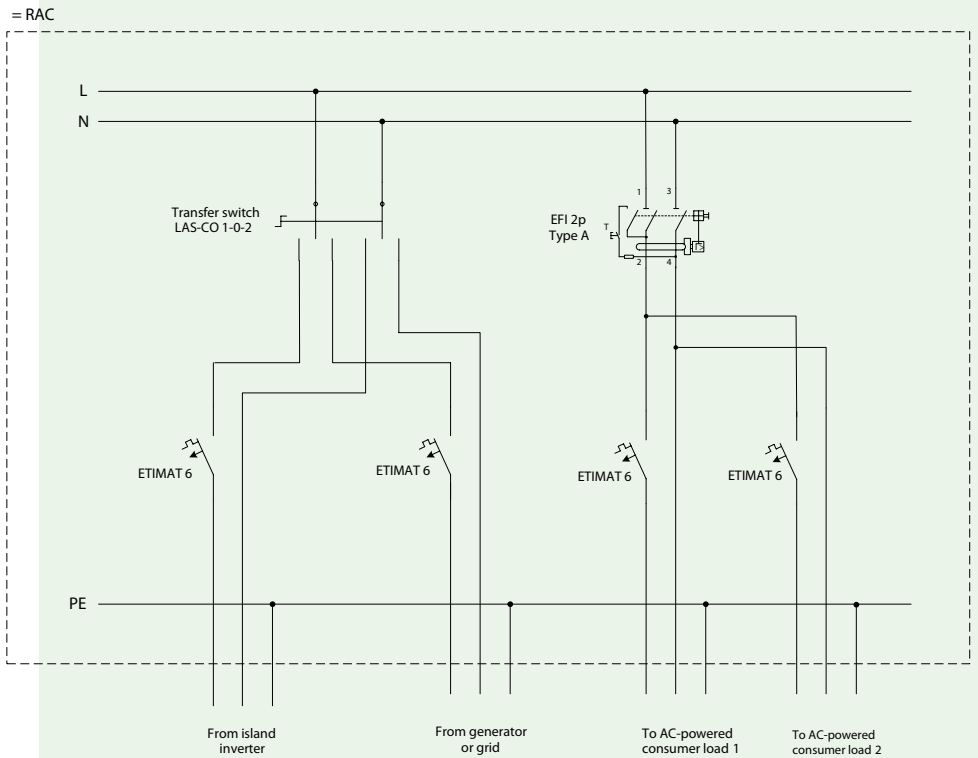 = RAC
L
N
Transfer switch
LAS-CO 1-0-2
EFI 2p
Type A
1
3
T
2
4
ETIMAT 6
ETIMAT 6
ETIMAT 6
ETIMAT 6
PE
From island
inverter
From generator
or grid
To AC-powered
consumer load 1
To AC-powered
consumer load 2